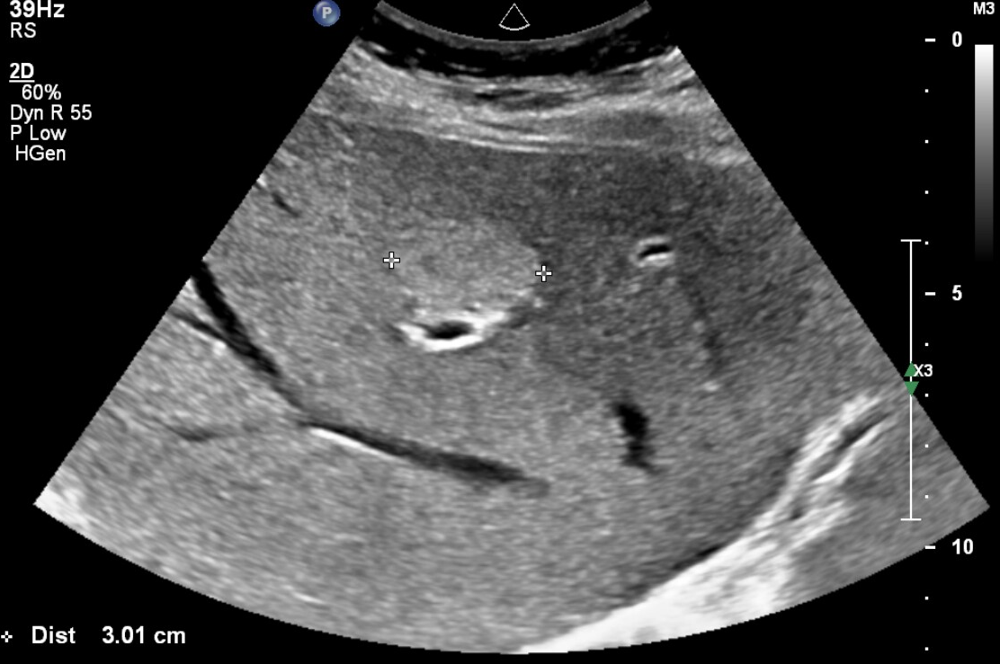 39Hz
RS
2D
60%
Dyn R 55
P Low
HGen
P
M3
0
5
X3
10
Dist 3.01 cm